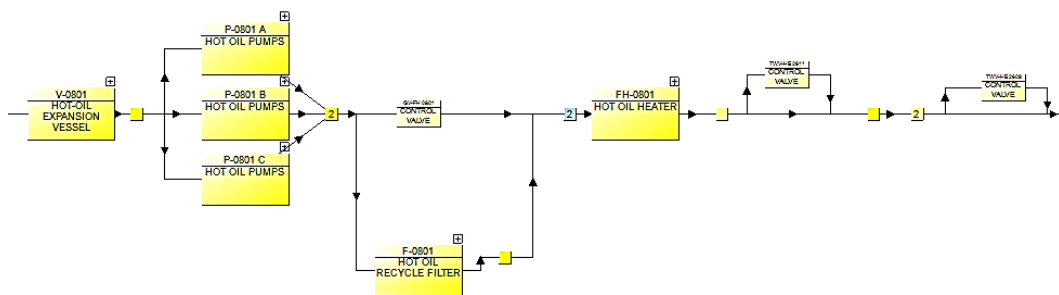 P-0801 A
HOT OIL PUMPS
V-0801
HOT-OIL
EXPANSION
VESSEL
P-0801 B
HOT OIL PUMPS
P-0801 C
HOT OIL PUMPS
2
CONTROL
VALVE
F-0801
HOT OIL
RECYCLE FILTER
2
FH-0801
HOT OIL HEATER
CONTROL
VALVE
2
CONTROL
VALVE